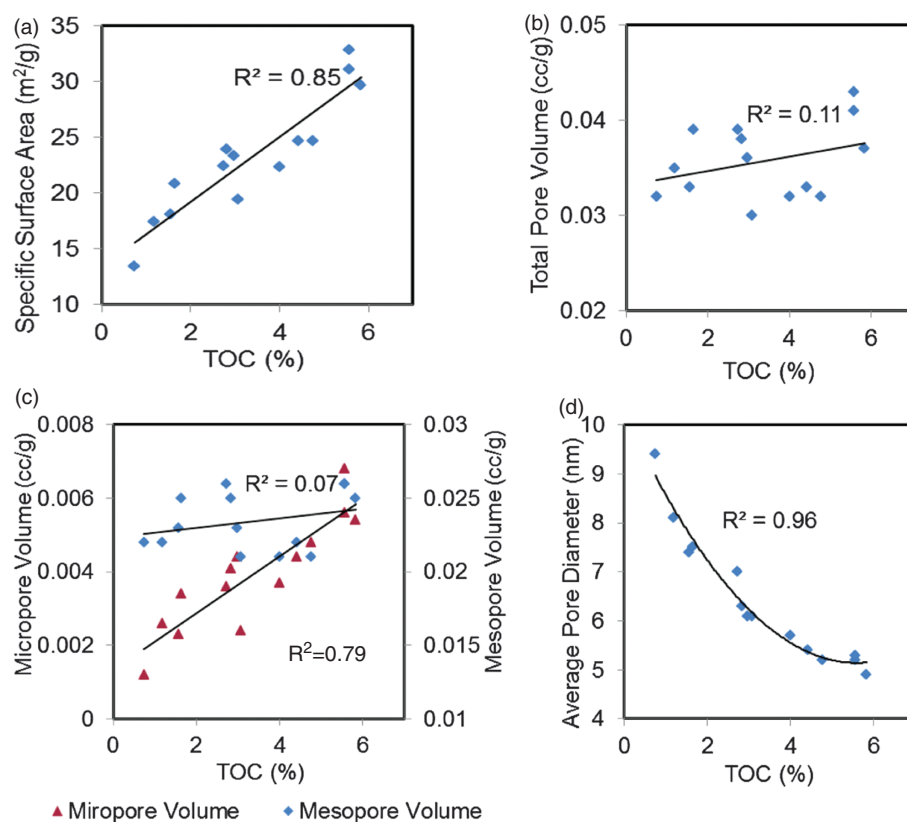 (a)
35
30
25
20
15
10
Specific Surface Area (m²/g)
R² = 0.85
0 2 4 6
TOC (%)
(b)
0.05
0.04
0.03
0.02
Total Pore Volume (cc/g)
R² = 0.11
0 2 4 6
TOC (%)
(c)
0.008
0.006
0.004
0.002
0
Micropore Volume (cc/g)
R² = 0.07
R²=0.79
0.03
0.025
0.02
0.015
0.01
Mesopore Volume (cc/g)
0 2 4 6
TOC (%)
Miropore Volume Mesopore Volume
(d)
10
9
8
7
6
5
4
Average Pore Diameter (nm)
R² = 0.96
0 2 4 6
TOC (%)